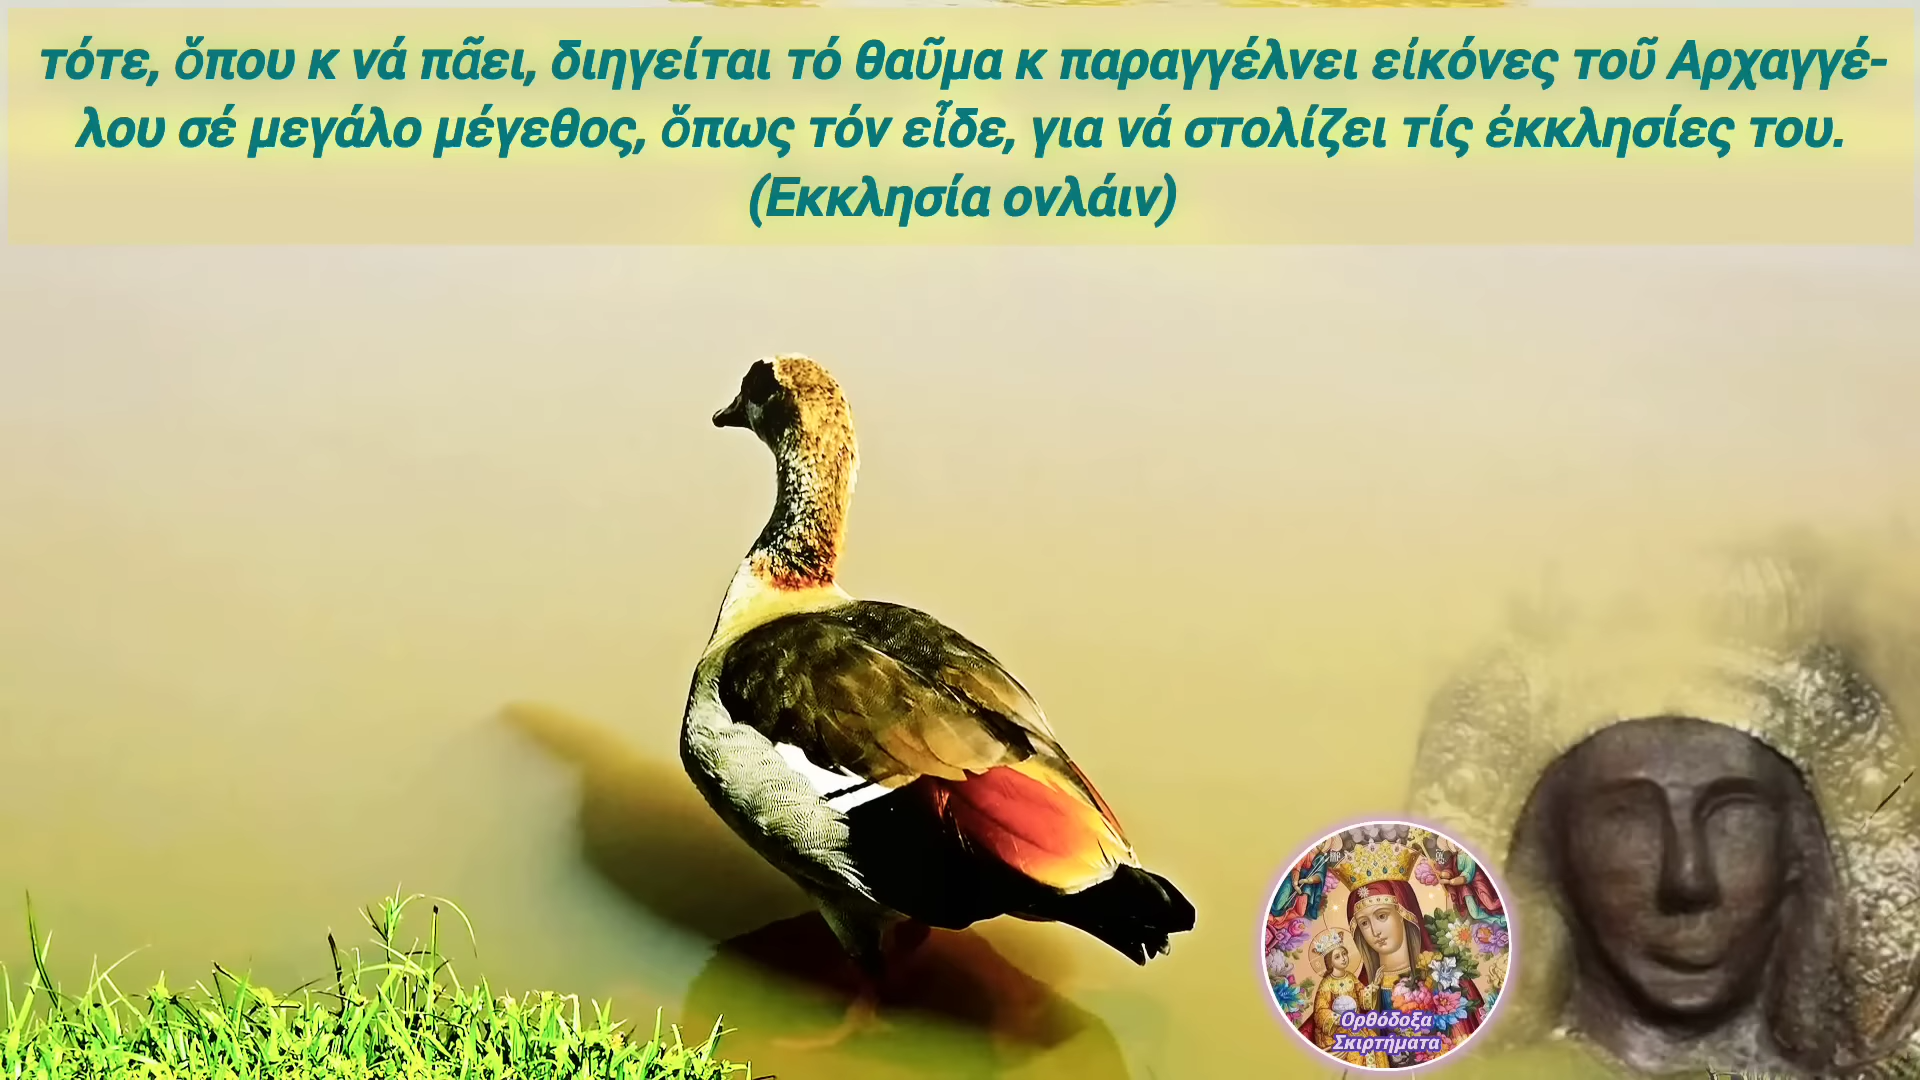 τότε, ὅπου κ νά πᾶει, διηγείται τό θαῦμα κ παραγγέλνει εἰκόνες τοῦ Αρχαγγέ-
λου σέ μεγάλο μέγεθος, ὅπως τόν εἶδε, για νά στολίζει τίς ἐκκλησίες του.
(Εκκλησία ονλάιν)
Ορθόδοξα
Σκιρτήματα